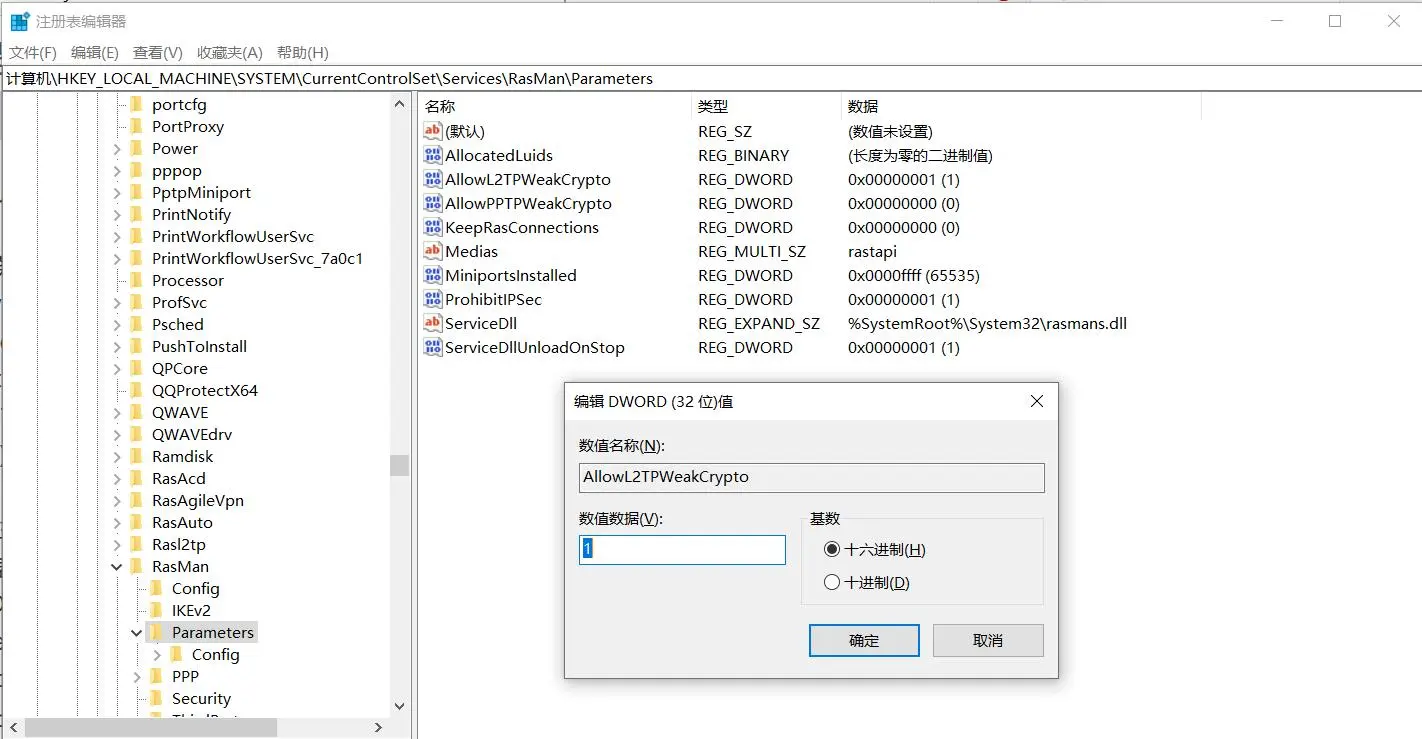 注册表编辑器
文件(F) 编辑(E) 查看(V) 收藏夹(A) 帮助(H)
计算机\HKEY_LOCAL_MACHINE\SYSTEM\CurrentControlSet\Services\RasMan\Parameters
portcfg
PortProxy
Power
pppop
PptpMiniport
PrintNotify
PrintWorkflowUserSvc
PrintWorkflowUserSvc_7a0c1
Processor
ProfSvc
Psched
PushToInstall
QPCore
QQProtectX64
QWAVE
QWAVEdrv
Ramdisk
RasAcd
RasAgileVpn
RasAuto
Rasl2tp
RasMan
Config
IKEv2
Parameters
Config
PPP
Security
名称 类型 数据
(默认) REG_SZ (数值未设置)
AllocatedLuids REG_BINARY (长度为零的二进制值)
AllowL2TPWeakCrypto REG_DWORD 0x00000001 (1)
AllowPPTPWeakCrypto REG_DWORD 0x00000000 (0)
KeepRasConnections REG_DWORD 0x00000000 (0)
Medias REG_MULTI_SZ rastapi
MiniportsInstalled REG_DWORD 0x0000ffff (65535)
ProhibitIPSec REG_DWORD 0x00000001 (1)
ServiceDll REG_EXPAND_SZ %SystemRoot%\System32\rasmans.dll
ServiceDllUnloadOnStop REG_DWORD 0x00000001 (1)
编辑 DWORD (32 位)值
数值名称(N):
AllowL2TPWeakCrypto
数值数据(V):
1
基数
十六进制(H)
十进制(D)
确定 取消